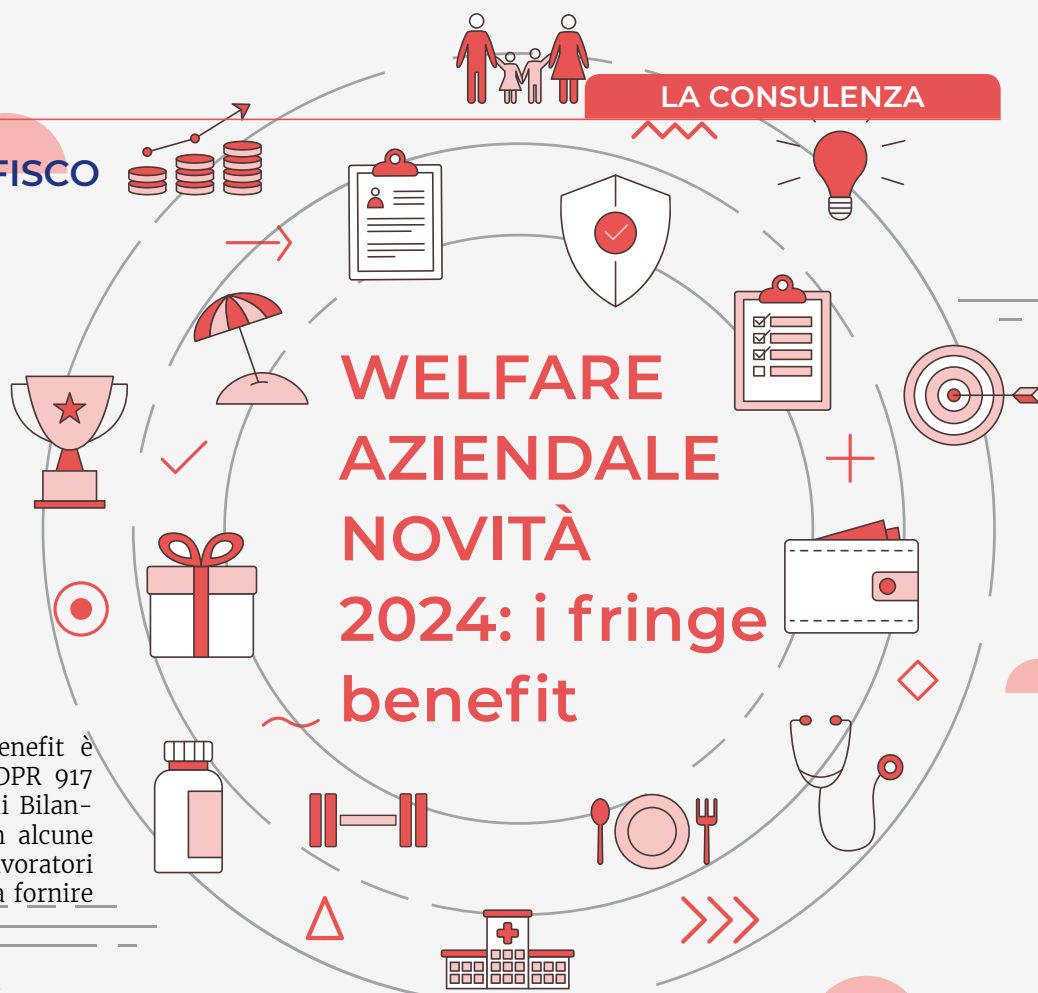 LA CONSULENZA
FISCO
WELFARE
AZIENDALE
NOVITÀ
2024: i fringe
benefit
enefit è
DPR 917
i Bilan-
n alcune
voratori
a fornire